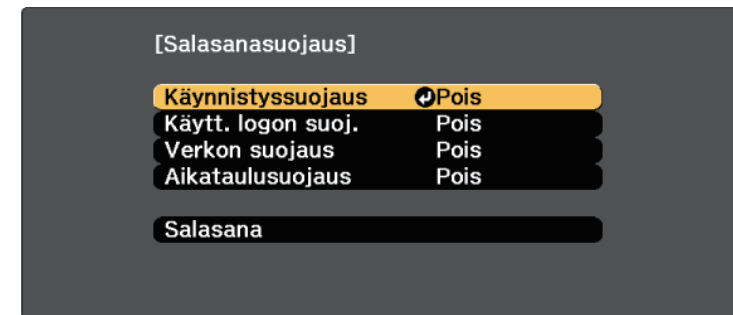 [Salasanasuojaus]
Käynnistyssuojaus Pois
Käytt. logon suoj. Pois
Verkon suojaus Pois
Aikataulusuojaus Pois
Salasana